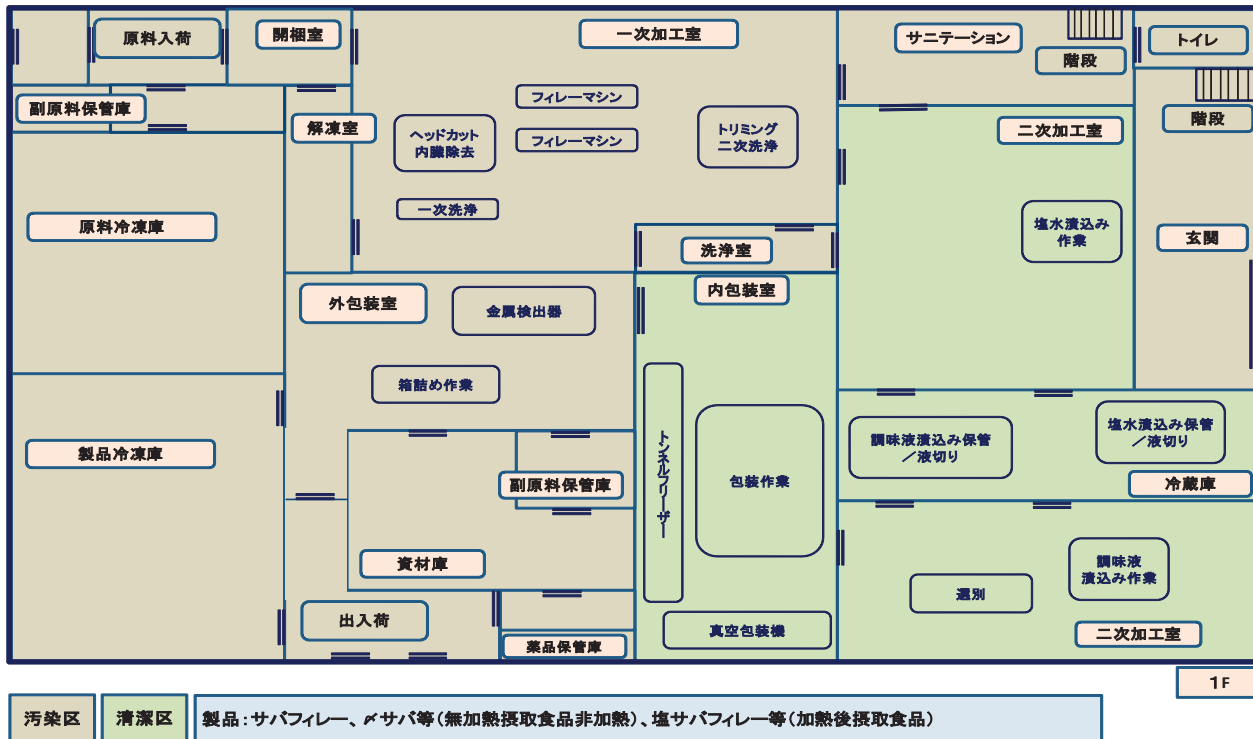 原料入荷
開梱室
一次加工室
サニテーション
階段
トイレ
副原料保管庫
解凍室
ヘッドカット
内臓除去
フィレーマシン
フィレーマシン
トリミング
二次洗浄
二次加工室
階段
一次洗浄
原料冷凍庫
塩水漬込み
作業
玄関
洗浄室
外包装室
金属検出器
内包装室
箱詰め作業
製品冷凍庫
副原料保管庫
トンネルフリーザー
包装作業
調味液漬込み保管
／液切り
塩水漬込み保管
／液切り
冷蔵庫
資材庫
出入荷
薬品保管庫
真空包装機
選別
調味液
漬込み作業
二次加工室
1F
汚染区
清潔区
製品：サバフィレー、〆サバ等（無加熱摂取食品非加熱）、塩サバフィレー等（加熱後摂取食品）